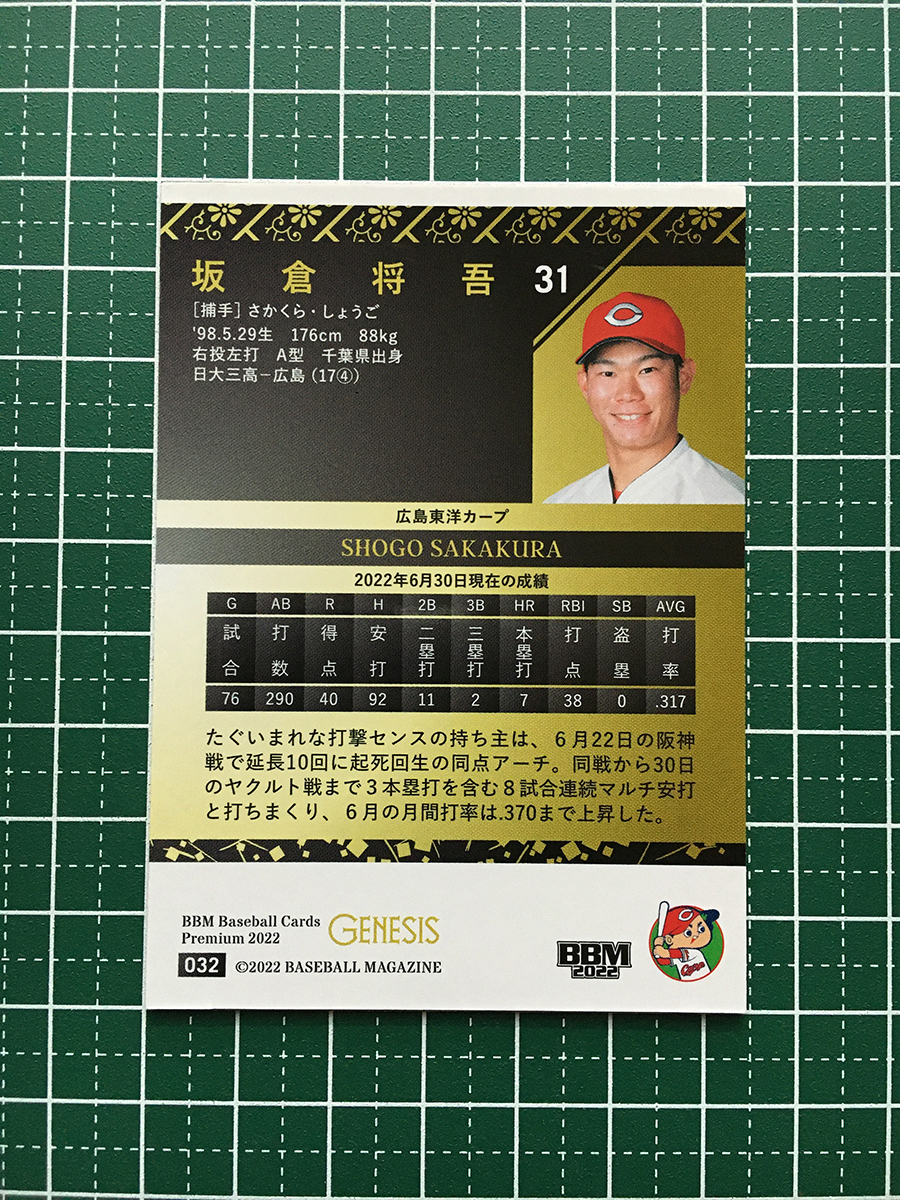 坂倉将吾 31
[捕手] さかくら・しょうご
'98.5.29生 176cm 88kg
右投左打 A型 千葉県出身
日大三高－広島 (17④)
広島東洋カープ
SHOGO SAKAKURA
2022年6月30日現在の成績
G AB R H 2B 3B HR RBI SB AVG
試合 打数 得点 安打 二塁打 三塁打 本塁打 打点 盗塁 打率
76 290 40 92 11 2 7 38 0 .317
たぐいまれな打撃センスの持ち主は、６月22日の阪神
戦で延長10回に起死回生の同点アーチ。同戦から30日
のヤクルト戦まで３本塁打を含む８試合連続マルチ安打
と打ちまくり、６月の月間打率は.370まで上昇した。
BBM Baseball Cards
Premium 2022
GENESIS
032 ©2022 BASEBALL MAGAZINE
BBM
2022
C
C
Carp